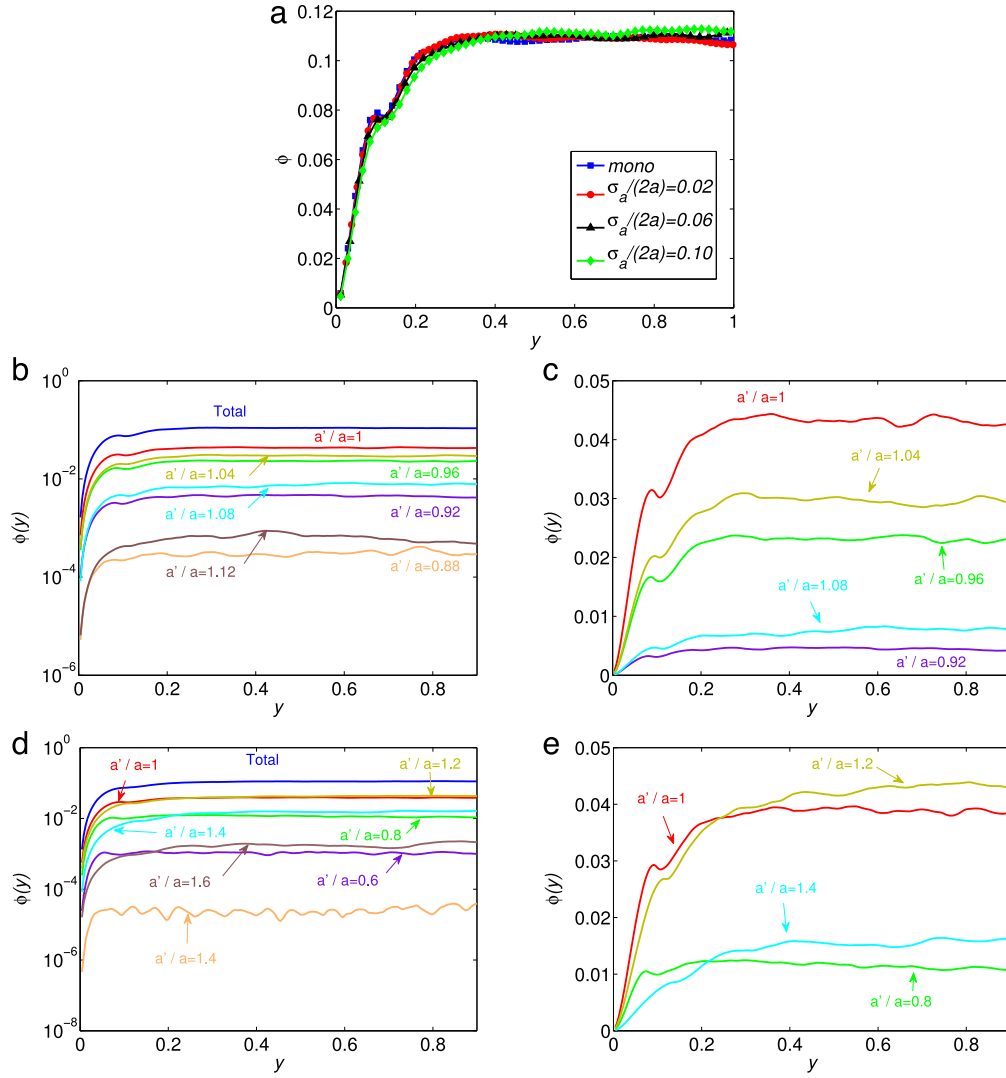 a
0.12
0.1
0.08
0.06
0.04
0.02
0
ϕ
mono
σa/(2a)=0.02
σa/(2a)=0.06
σa/(2a)=0.10
0 0.2 0.4 0.6 0.8 1
y
b
10^0
10^-2
10^-4
10^-6
ϕ(y)
Total
a' / a=1
a' / a=1.04
a' / a=0.96
a' / a=1.08
a' / a=0.92
a' / a=1.12
a' / a=0.88
0 0.2 0.4 0.6 0.8
y
c
0.05
0.04
0.03
0.02
0.01
0
ϕ(y)
a' / a=1
a' / a=1.04
a' / a=0.96
a' / a=1.08
a' / a=0.92
0 0.2 0.4 0.6 0.8
y
d
10^0
10^-2
10^-4
10^-6
10^-8
ϕ(y)
Total
a' / a=1
a' / a=1.2
a' / a=1.4
a' / a=0.8
a' / a=1.6
a' / a=0.6
a' / a=1.4
0 0.2 0.4 0.6 0.8
y
e
0.05
0.04
0.03
0.02
0.01
0
ϕ(y)
a' / a=1.2
a' / a=1
a' / a=1.4
a' / a=0.8
0 0.2 0.4 0.6 0.8
y